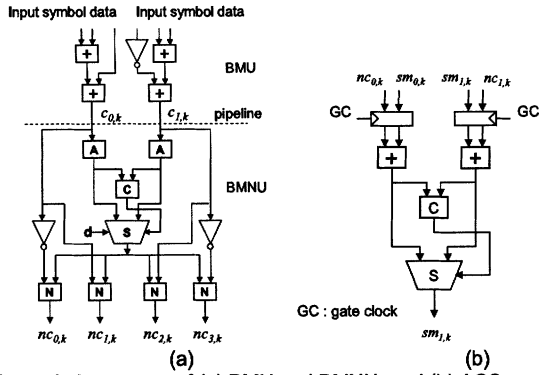 Input symbol data Input symbol data
+ +
BMU
+ +
c0,k c1,k pipeline
A A
C
BMNU
d S
N N N N
nc0,k nc1,k nc2,k nc3,k
(a)
nc0,k sm0,k sm1,k nc1,k
GC GC
+ +
C
S
GC : gate clock
sm1,k
(b)